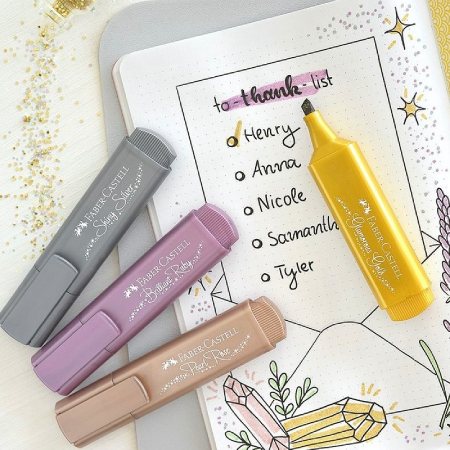 to-thank-list
Henry
Anna
Nicole
Samantha
Tyler
FABER CASTELL
Glamorous Gold
FABER CASTELL
Shiny Silver
FABER CASTELL
Brilliant Ruby
FABER CASTELL
Pearl Rose